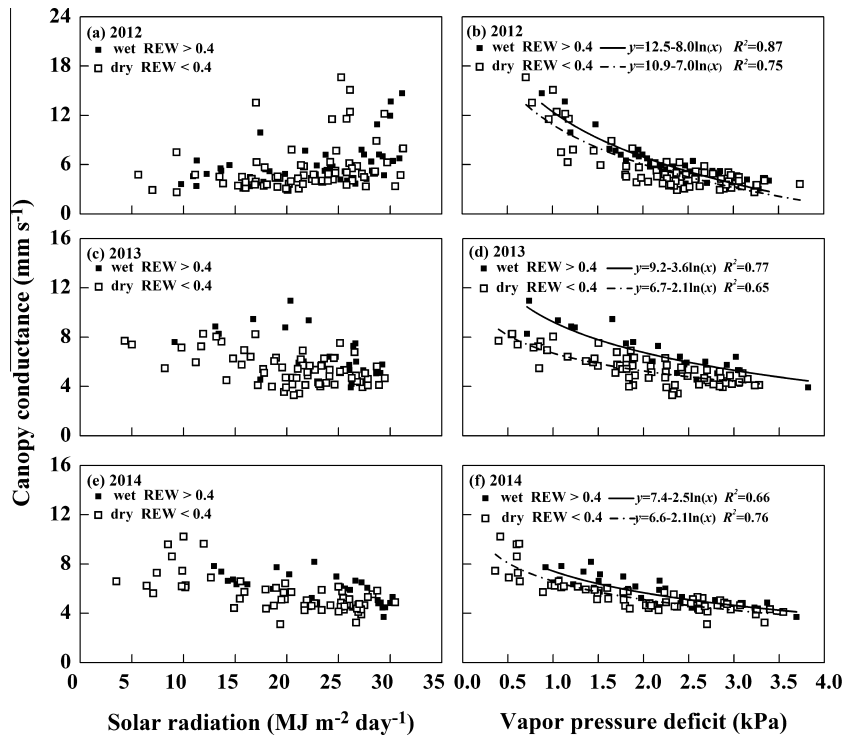 Canopy conductance (mm s⁻¹)
(a) 2012
wet REW > 0.4
dry REW < 0.4
24
18
12
6
0
(b) 2012
wet REW > 0.4 y=12.5-8.0ln(x) R²=0.87
dry REW < 0.4 y=10.9-7.0ln(x) R²=0.75
(c) 2013
wet REW > 0.4
dry REW < 0.4
16
12
8
4
0
(d) 2013
wet REW > 0.4 y=9.2-3.6ln(x) R²=0.77
dry REW < 0.4 y=6.7-2.1ln(x) R²=0.65
(e) 2014
wet REW > 0.4
dry REW < 0.4
16
12
8
4
0
(f) 2014
wet REW > 0.4 y=7.4-2.5ln(x) R²=0.66
dry REW < 0.4 y=6.6-2.1ln(x) R²=0.76
0 5 10 15 20 25 30 35
0.0 0.5 1.0 1.5 2.0 2.5 3.0 3.5 4.0
Solar radiation (MJ m⁻² day⁻¹)
Vapor pressure deficit (kPa)